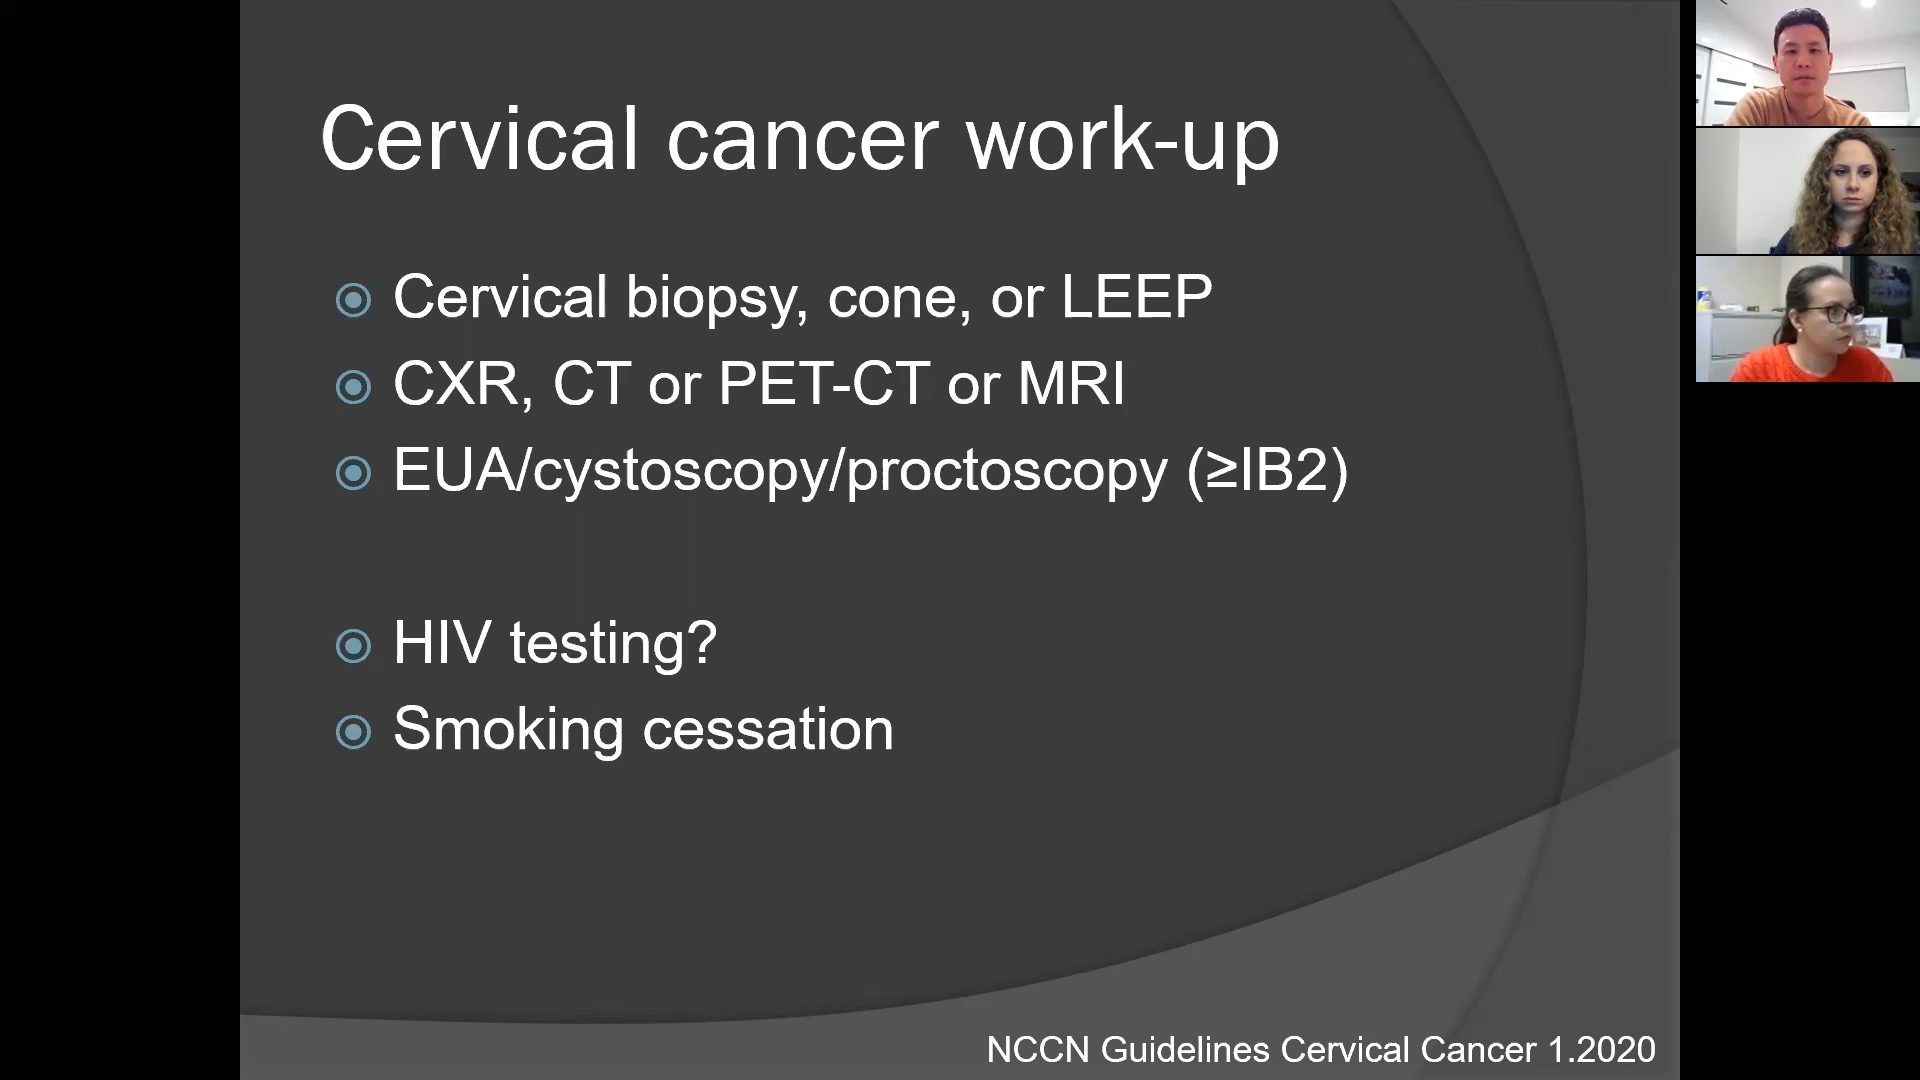 Cervical cancer work-up
Cervical biopsy, cone, or LEEP
CXR, CT or PET-CT or MRI
EUA/cystoscopy/proctoscopy (≥IB2)
HIV testing?
Smoking cessation
NCCN Guidelines Cervical Cancer 1.2020